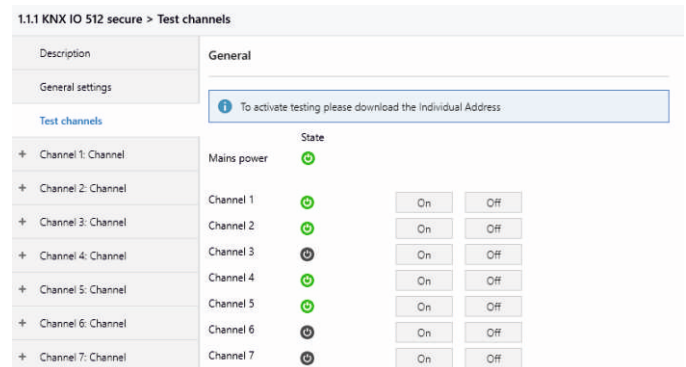 1.1.1 KNX IO 512 secure > Test channels
Description
General settings
Test channels
+ Channel 1: Channel
+ Channel 2: Channel
+ Channel 3: Channel
+ Channel 4: Channel
+ Channel 5: Channel
+ Channel 6: Channel
+ Channel 7: Channel
General
To activate testing please download the Individual Address
State
Mains power
Channel 1 On Off
Channel 2 On Off
Channel 3 On Off
Channel 4 On Off
Channel 5 On Off
Channel 6 On Off
Channel 7 On Off